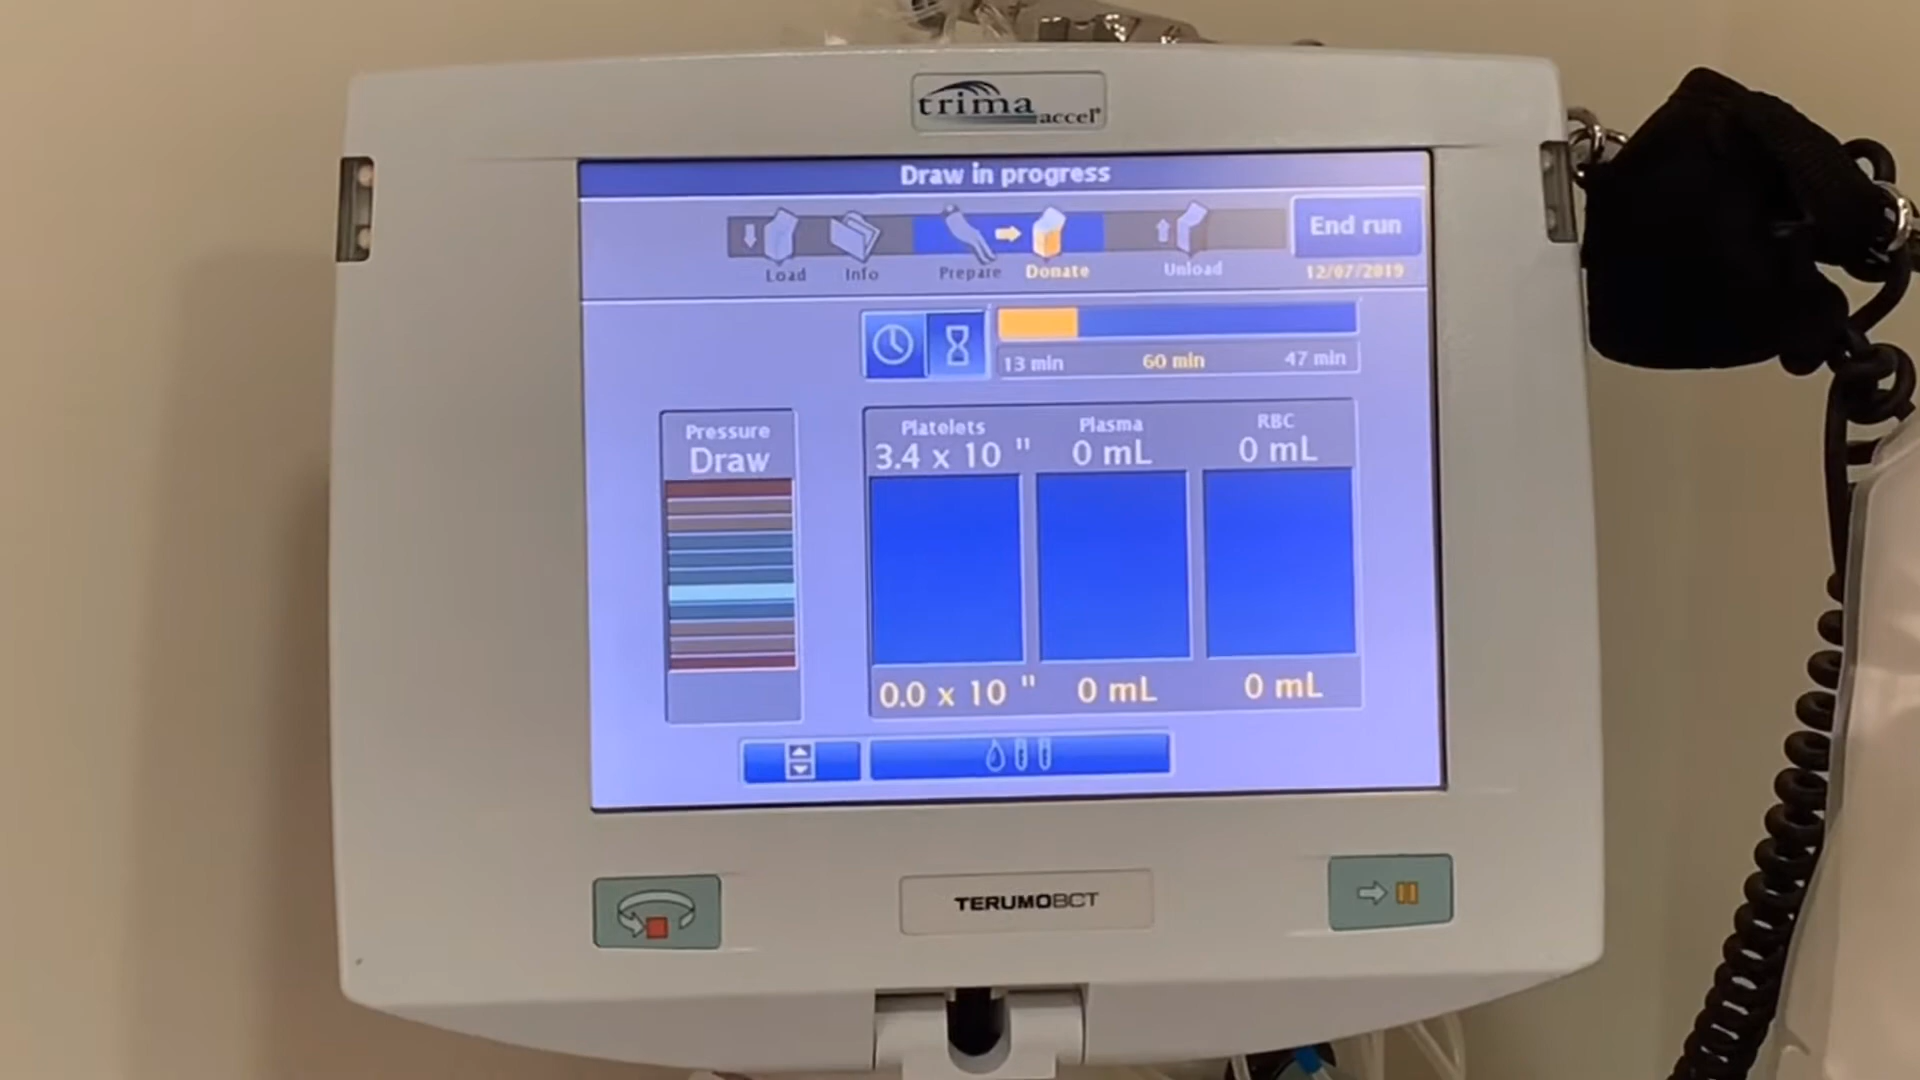 trima
accel®
Draw in progress
End run
Load Info Prepare Donate Unload
12/07/2019
13 min 60 min 47 min
Pressure
Draw
Platelets Plasma RBC
3.4 x 10 " 0 mL 0 mL
0.0 x 10 " 0 mL 0 mL
TERUMOBCT